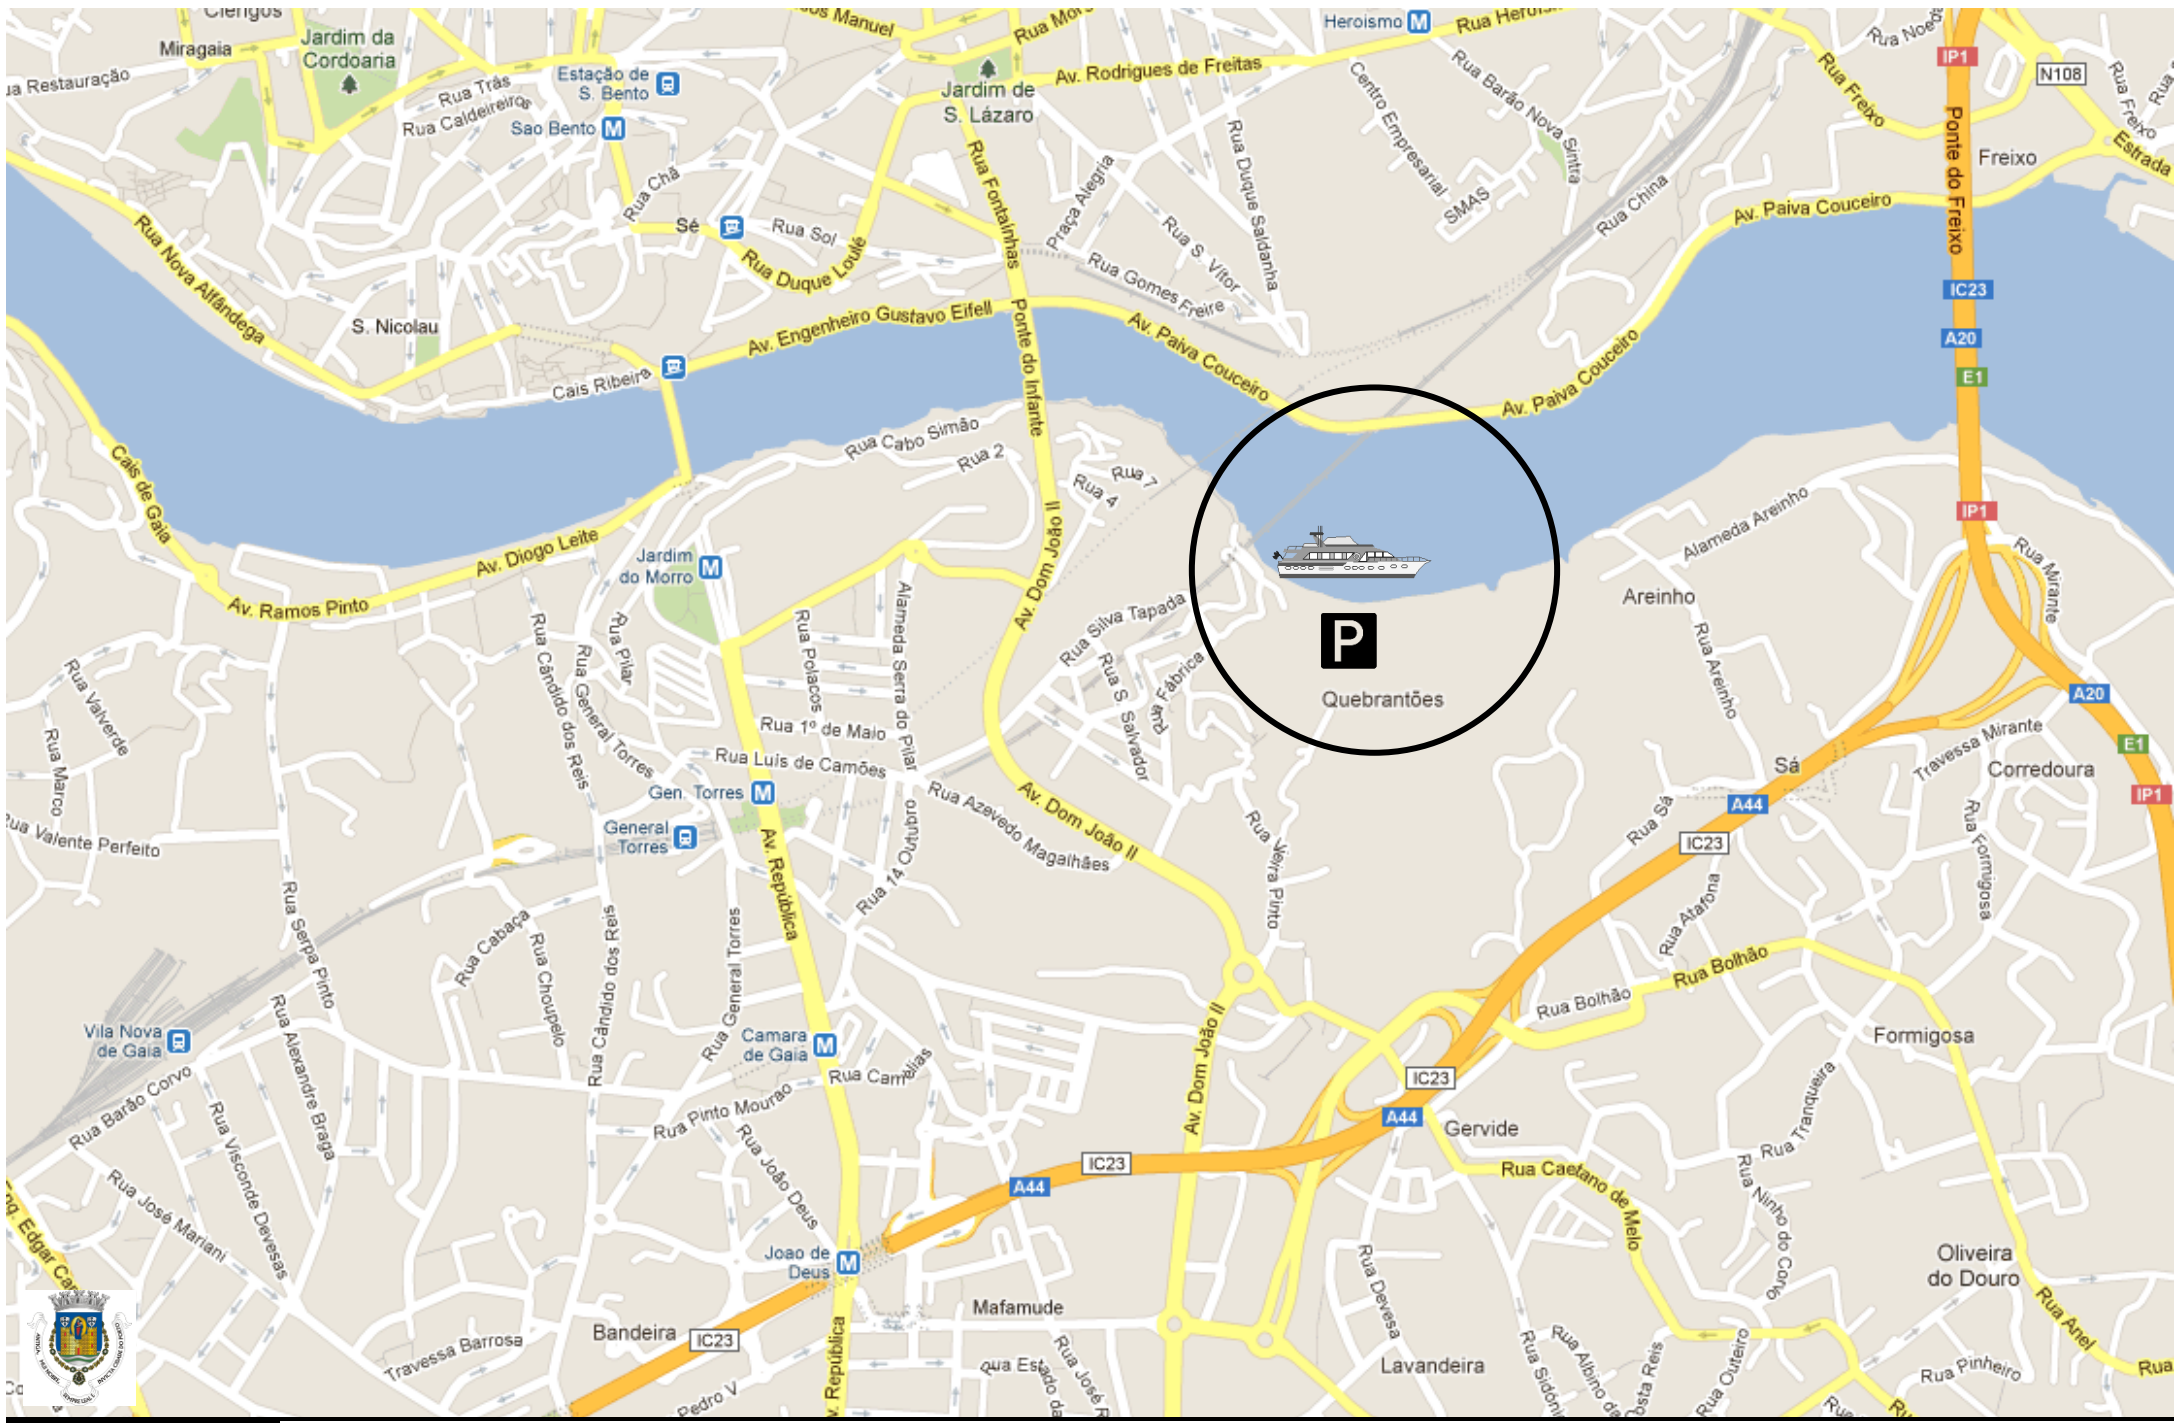 Clerigos
Miragaia
Jardim da
Cordoaria
Rua Trás
Rua Caldeireiros
Estação de
S. Bento
Sao Bento M
Manuel
Jardim de
S. Lázaro
Av. Rodrigues de Freitas
Heroismo M
Centro Empresarial
Rua Barão Nova Sintra
SMAS
Rua Freixo
IP1
N108
Rua Freixo
Estrada
Freixo
Ponte do Freixo
Restauração
Rua Chã
Sé
Rua Sol
Rua Duque Loulé
Rua Fontaínhas
Praça Alegria
Rua Duque Saldanha
Rua S. Vítor
Rua Gomes Freire
Rua China
Av. Paiva Couceiro
IC23
A20
E1
Rua Nova Alfândega
S. Nicolau
Av. Engenheiro Gustavo Eifell
Ponte do Infante
Av. Paiva Couceiro
Av. Paiva Couceiro
Cais Ribeira
Cais de Gaia
Rua Cabo Simão
Rua 2
Rua 7
Rua 4
Alameda Areinho
IP1
Rua Mirante
Av. Diogo Leite
Av. Ramos Pinto
Jardim
do Morro M
Av. Dom João II
Rua Silva Tapada
P
Quebrantões
Areinho
Rua Areinho
A20
E1
IP1
Rua Valverde
Rua Marco
Rua Valente Perfeito
Rua Cândido dos Reis
Rua Pilar
Rua General Torres
Rua Polacos
Alameda Serra do Pilar
Rua 1º de Maio
Rua Luís de Camões
Rua S. Salvador
Rua Fábrica
Gen. Torres M
General
Torres
Av. República
Rua 14 Outubro
Rua Azevedo Magalhães
Av. Dom João II
Rua Vieira Pinto
Sá
A44
IC23
Rua Sá
Travessa Mirante
Corredoura
Rua Formigosa
Rua Atafona
Rua Serpa Pinto
Rua Cabaça
Rua Choupelo
Rua Cândido dos Reis
Rua General Torres
Rua Bolhão
Rua Bolhão
Formigosa
Vila Nova
de Gaia
Rua Alexandre Braga
Camara
de Gaia M
Rua Camelias
Av. Dom João II
IC23
A44
Gervide
Rua Tranqueira
Rua Barão Corvo
Rua Visconde Devesas
Rua Pinto Mourao
Rua João Deus
IC23
A44
Rua Caetano de Melo
Rua Ninho do Corvo
Rua José Mariani
Joao de
Deus M
Oliveira
do Douro
Rua Anel
Mafamude
Rua Devesa
Bandeira
IC23
Travessa Barrosa
Av. República
Lavandeira
Rua Outeiro
Rua Pinheiro
Pedro V
Rua